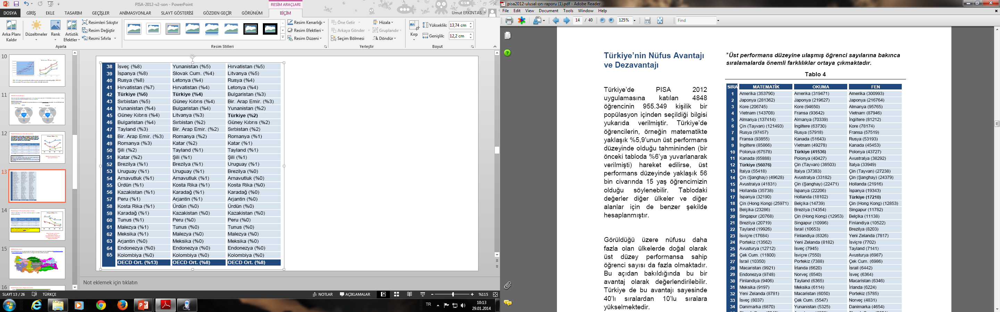 PISA-2012-v2-son - PowerPoint
RESİM ARAÇLARI
DOSYA GİRİŞ EKLE TASARIM GEÇİŞLER ANİMASYONLAR SLAYT GÖSTERİSİ GÖZDEN GEÇİR GÖRÜNÜM BİÇİM
Umut ERKINTAS
Arka Planı Kaldır
Düzeltmeler
Renk
Artistik Efektler
Resimleri Sıkıştır
Resim Değiştir
Resmi Sıfırla
Ayarla
Resim Stilleri
Resim Kenarlığı
Resim Efektleri
Resim Düzeni
Öne Getir
Arkaya Gönder
Seçim Bölmesi
Hizala
Gruplandır
Döndür
Yerleştir
Kırp
Yükseklik: 13,74 cm
Genişlik: 12,2 cm
Boyut
10
11
12
13
14
15
16
38 İsveç (%8) Yunanistan (%5) Hırvatistan (%5)
39 İspanya (%8) Slovak Cum. (%4) Litvanya (%5)
40 Rusya (%8) Letonya (%4) Rusya (%4)
41 Hırvatistan (%7) Hırvatistan (%4) Letonya (%4)
42 Türkiye (%6) Türkiye (%4) Bulgaristan (%3)
43 Sırbistan (%5) Güney Kıbrıs (%4) Bir. Arap Emir. (%3)
44 Yunanistan (%4) Bulgaristan (%4) Yunanistan (%2)
45 Güney Kıbrıs (%4) Litvanya (%3) Türkiye (%2)
46 Bulgaristan (%4) Sırbistan (%2) Güney Kıbrıs (%2)
47 Tayland (%3) Bir. Arap Emir. (%2) Sırbistan (%2)
48 Bir. Arap Emir. (%3) Romanya (%2) Romanya (%1)
49 Romanya (%3) Katar (%2) Katar (%1)
50 Şili (%2) Tayland (%1) Tayland (%1)
51 Katar (%2) Şili (%1) Şili (%1)
52 Brezilya (%1) Brezilya (%1) Uruguay (%1)
53 Uruguay (%1) Uruguay (%1) Brezilya (%0)
54 Arnavutluk (%1) Arnavutluk (%1) Arnavutluk (%0)
55 Ürdün (%1) Kosta Rika (%1) Kosta Rika (%0)
56 Kazakistan (%1) Karadağ (%1) Karadağ (%0)
57 Peru (%1) Arjantin (%1) Arjantin (%0)
58 Kosta Rika (%1) Ürdün (%0) Ürdün (%0)
59 Karadağ (%1) Kazakistan (%0) Kazakistan (%0)
60 Tunus (%1) Peru (%0) Peru (%0)
61 Malezya (%1) Tunus (%0) Tunus (%0)
62 Meksika (%1) Malezya (%0) Malezya (%0)
63 Arjantin (%0) Meksika (%0) Meksika (%0)
64 Endonezya (%0) Endonezya (%0) Endonezya (%0)
65 Kolombiya (%0) Kolombiya (%0) Kolombiya (%0)
OECD Ort. (%13) OECD Ort. (%8) OECD Ort. (%8)
Not eklemek için tıklatın
SLAYT 13 / 26 TÜRKÇE NOTLAR AÇIKLAMALAR %115
TR 10:13
29.01.2014
pisa2012-ulusal-on-raporu (1).pdf - Adobe Reader
File Edit View Document Tools Window Help
14 / 40 125% Find
Türkiye’nin Nüfus Avantajı
ve Dezavantajı
Türkiye’de PISA 2012
uygulamasına katılan 4848
öğrencinin 955.349 kişilik bir
popülasyon içinden seçildiği bilgisi
yukarıda verilmiştir. Türkiye’de
öğrencilerin, örneğin matematikte
yaklaşık %5,9’unun üst performans
düzeyinde olduğu tahmininden (bir
önceki tabloda %6’ya yuvarlanarak
verilmişti) hareket edilirse, üst
performans düzeyinde yaklaşık 56
bin civarında 15 yaş öğrencimizin
olduğu söylenebilir. Tablodaki
değerler diğer ülkeler ve diğer
alanlar için de benzer şekilde
hesaplanmıştır.
Görüldüğü üzere nüfusu daha
fazla olan ülkelerde doğal olarak
üst düzey performansa sahip
öğrenci sayısı da fazla olmaktadır.
Bu açıdan bakıldığında bu bir
avantaj olarak değerlendirilebilir.
Türkiye de bu avantajı sayesinde
40’lı sıralardan 10’lu sıralara
yükselmektedir.
*Üst performans düzeyine ulaşmış öğrenci sayılarına bakınca
sıralamalarda önemli farklılıklar ortaya çıkmaktadır.
Tablo 4
SIRA MATEMATİK OKUMA FEN
1 Amerika (353790) Amerika (319471) Amerika (300993)
2 Japonya (281362) Japonya (219627) Japonya (216764)
3 Kore (206745) Kore (94650) Almanya (95765)
4 Vietnam (143708) Fransa (93642) Vietnam (87946)
5 Almanya (137414) Almanya (70339) İngiltere (81212)
6 Çin (Tayvan) (121493) İngiltere (63730) Kore (78174)
7 Rusya (97457) Rusya (57918) Fransa (57519)
8 Fransa (93855) Kanada (51643) Rusya (53193)
9 İngiltere (85866) Vietnam (49278) Kanada (45453)
10 Polonya (67578) Türkiye (41536) Polonya (43727)
11 Kanada (65888) Polonya (40427) Avustralya (38292)
12 Türkiye (56076) Çin (Tayvan) (38503) İtalya (33949)
13 İtalya (55418) İtalya (37383) Çin (Tayvan) (27238)
14 Çin (Şanghay) (49628) Avustralya (33182) Çin (Şanghay) (24379)
15 Avustralya (41831) Çin (Şanghay) (22471) Hollanda (21916)
16 Hollanda (35738) İspanya (22206) İspanya (19343)
17 İspanya (32190) Hollanda (18102) Türkiye (17210)
18 Çin (Hong Kong) (25971) Belçika (14739) Çin (Hong Kong) (12853)
19 Belçika (23286) Brezilya (14354) Singapur (11782)
20 Singapur (20768) Çin (Hong Kong) (12953) Belçika (11138)
21 Brezilya (20719) Singapur (10996) Finlandiya (10522)
22 Tayland (19926) İsrail (10653) Brezilya (8203)
23 İsviçre (17684) Finlandiya (8326) Yeni Zelanda (7817)
24 Portekiz (13562) Yeni Zelanda (8182) İsviçre (7702)
25 Avusturya (12712) İsveç (7945) Tayland (7141)
26 Çek Cum. (11800) İsviçre (7550) Avusturya (6987)
27 İsrail (10350) Portekiz (7388) Çek Cum. (6986)
28 Macaristan (9921) İrlanda (6620) İsrail (6442)
29 Endonezya (9748) Norveç (6540) İsveç (6364)
30 Finlandiya (9406) Tayland (6365) Macaristan (6346)
31 Meksika (9197) Meksika (6114) İrlanda (6224)
32 Yeni Zelanda (8781) Macaristan (6050) Portekiz (5785)
33 İsveç (8037) Çek Cum. (5547) Norveç (4831)
34 Danimarka (6870) Yunanistan (5325) Danimarka (4654)